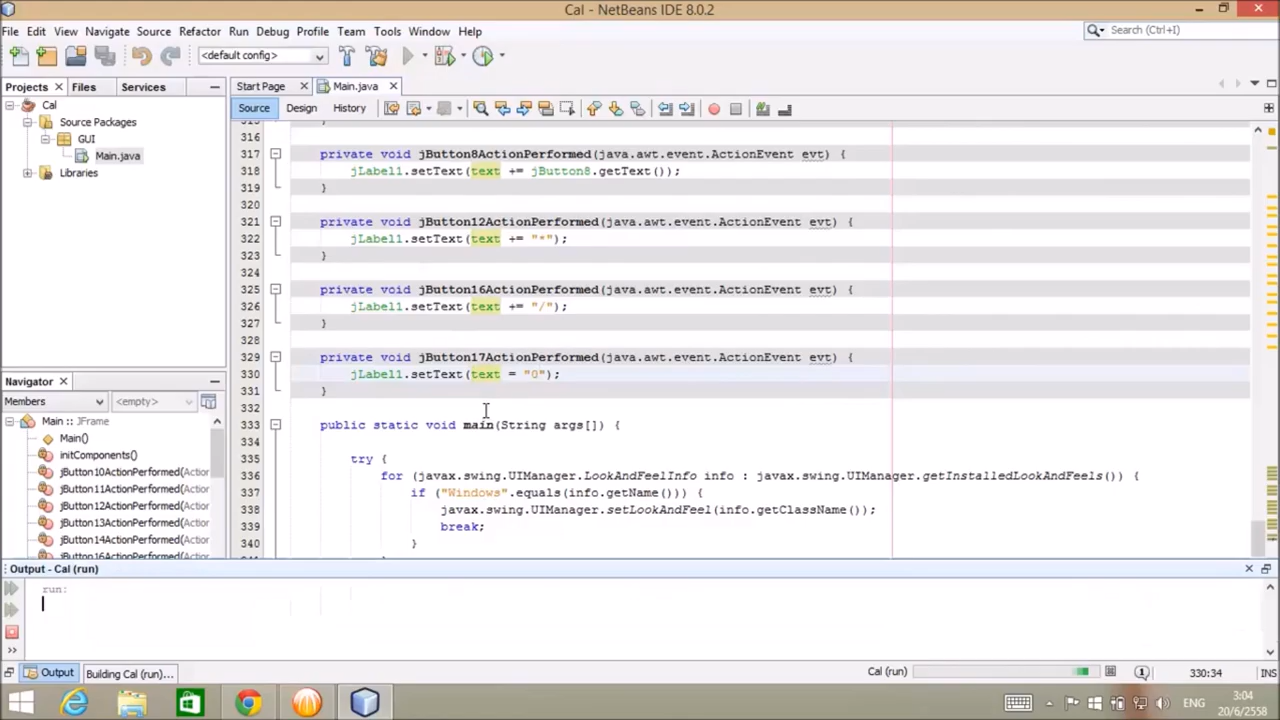 Cal - NetBeans IDE 8.0.2
File Edit View Navigate Source Refactor Run Debug Profile Team Tools Window Help
Search (Ctrl+I)
<default config>
Projects Files Services
Start Page Main.java
Source Design History
Cal
Source Packages
GUI
Main.java
Libraries
316
317 private void jButton8ActionPerformed(java.awt.event.ActionEvent evt) {
318 jLabel1.setText(text += jButton8.getText());
319 }
320
321 private void jButton12ActionPerformed(java.awt.event.ActionEvent evt) {
322 jLabel1.setText(text += "*");
323 }
324
325 private void jButton16ActionPerformed(java.awt.event.ActionEvent evt) {
326 jLabel1.setText(text += "/");
327 }
328
329 private void jButton17ActionPerformed(java.awt.event.ActionEvent evt) {
330 jLabel1.setText(text = "0");
331 }
332
333 public static void main(String args[]) {
334
335 try {
336 for (javax.swing.UIManager.LookAndFeelInfo info : javax.swing.UIManager.getInstalledLookAndFeels()) {
337 if ("Windows".equals(info.getName())) {
338 javax.swing.UIManager.setLookAndFeel(info.getClassName());
339 break;
340 }
Navigator
Members <empty>
Main :: JFrame
Main()
initComponents()
jButton10ActionPerformed(Action
jButton11ActionPerformed(Action
jButton12ActionPerformed(Action
jButton13ActionPerformed(Action
jButton14ActionPerformed(Action
jButton16ActionPerformed(Action
Output - Cal (run)
run:
Output Building Cal (run)...
Cal (run)
1
330:34 INS
ENG
3:04
20/6/2558